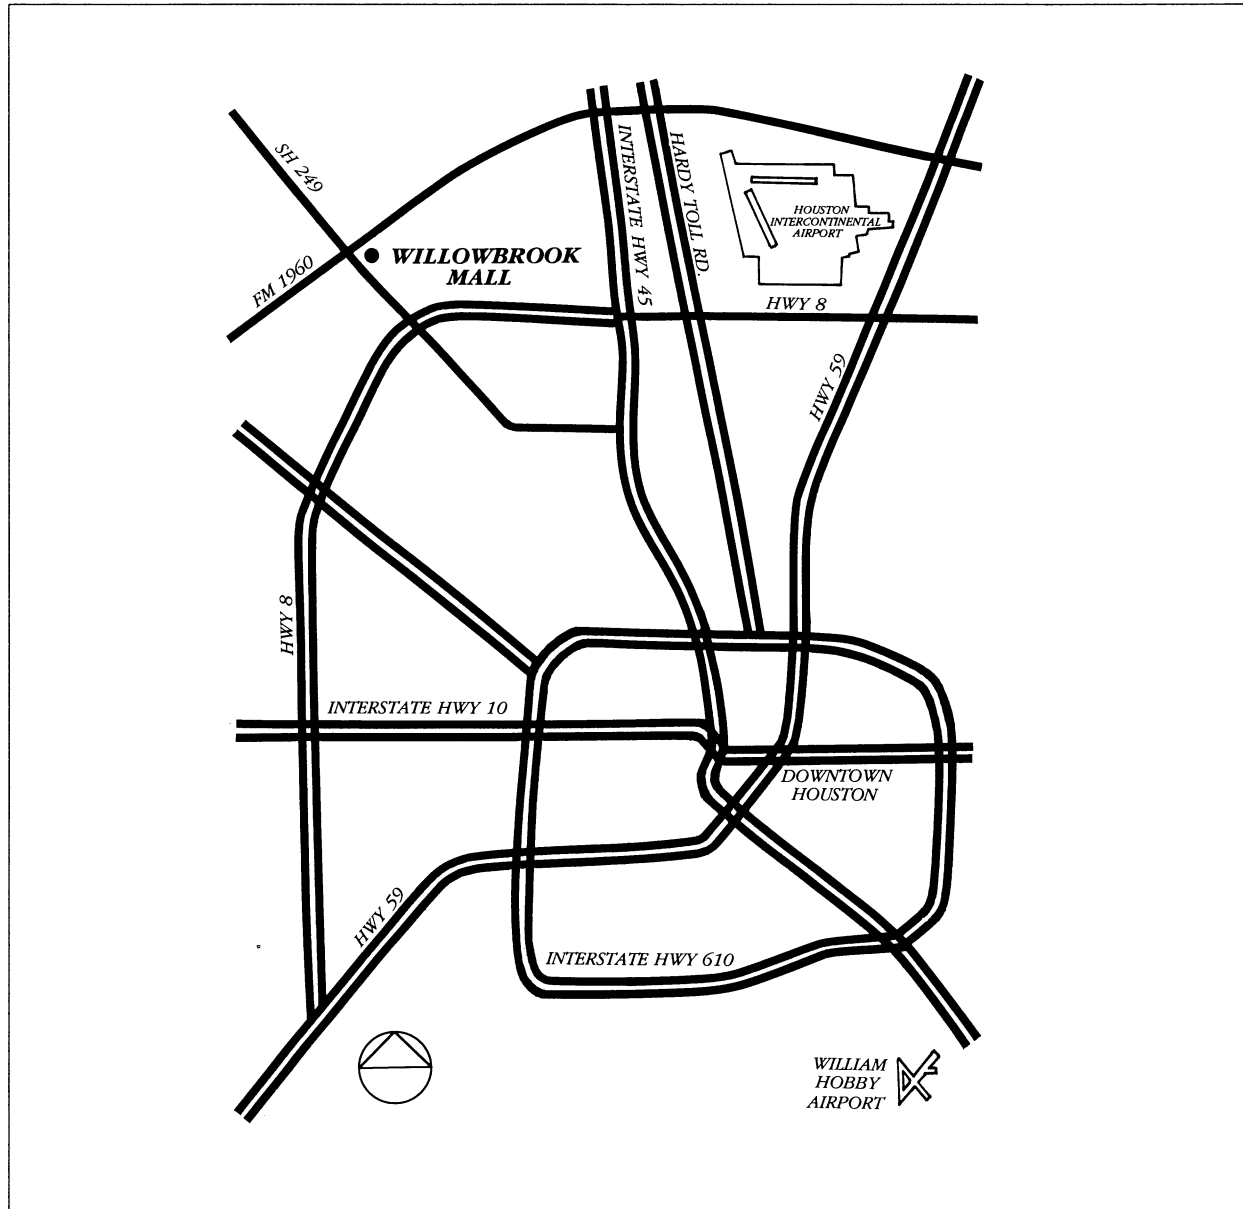 SH 249
INTERSTATE HWY 45
HARDY TOLL RD.
HOUSTON
INTERCONTINENTAL
AIRPORT
WILLOWBROOK
MALL
FM 1960
HWY 8
HWY 59
HWY 8
INTERSTATE HWY 10
DOWNTOWN
HOUSTON
HWY 59
INTERSTATE HWY 610
WILLIAM
HOBBY
AIRPORT